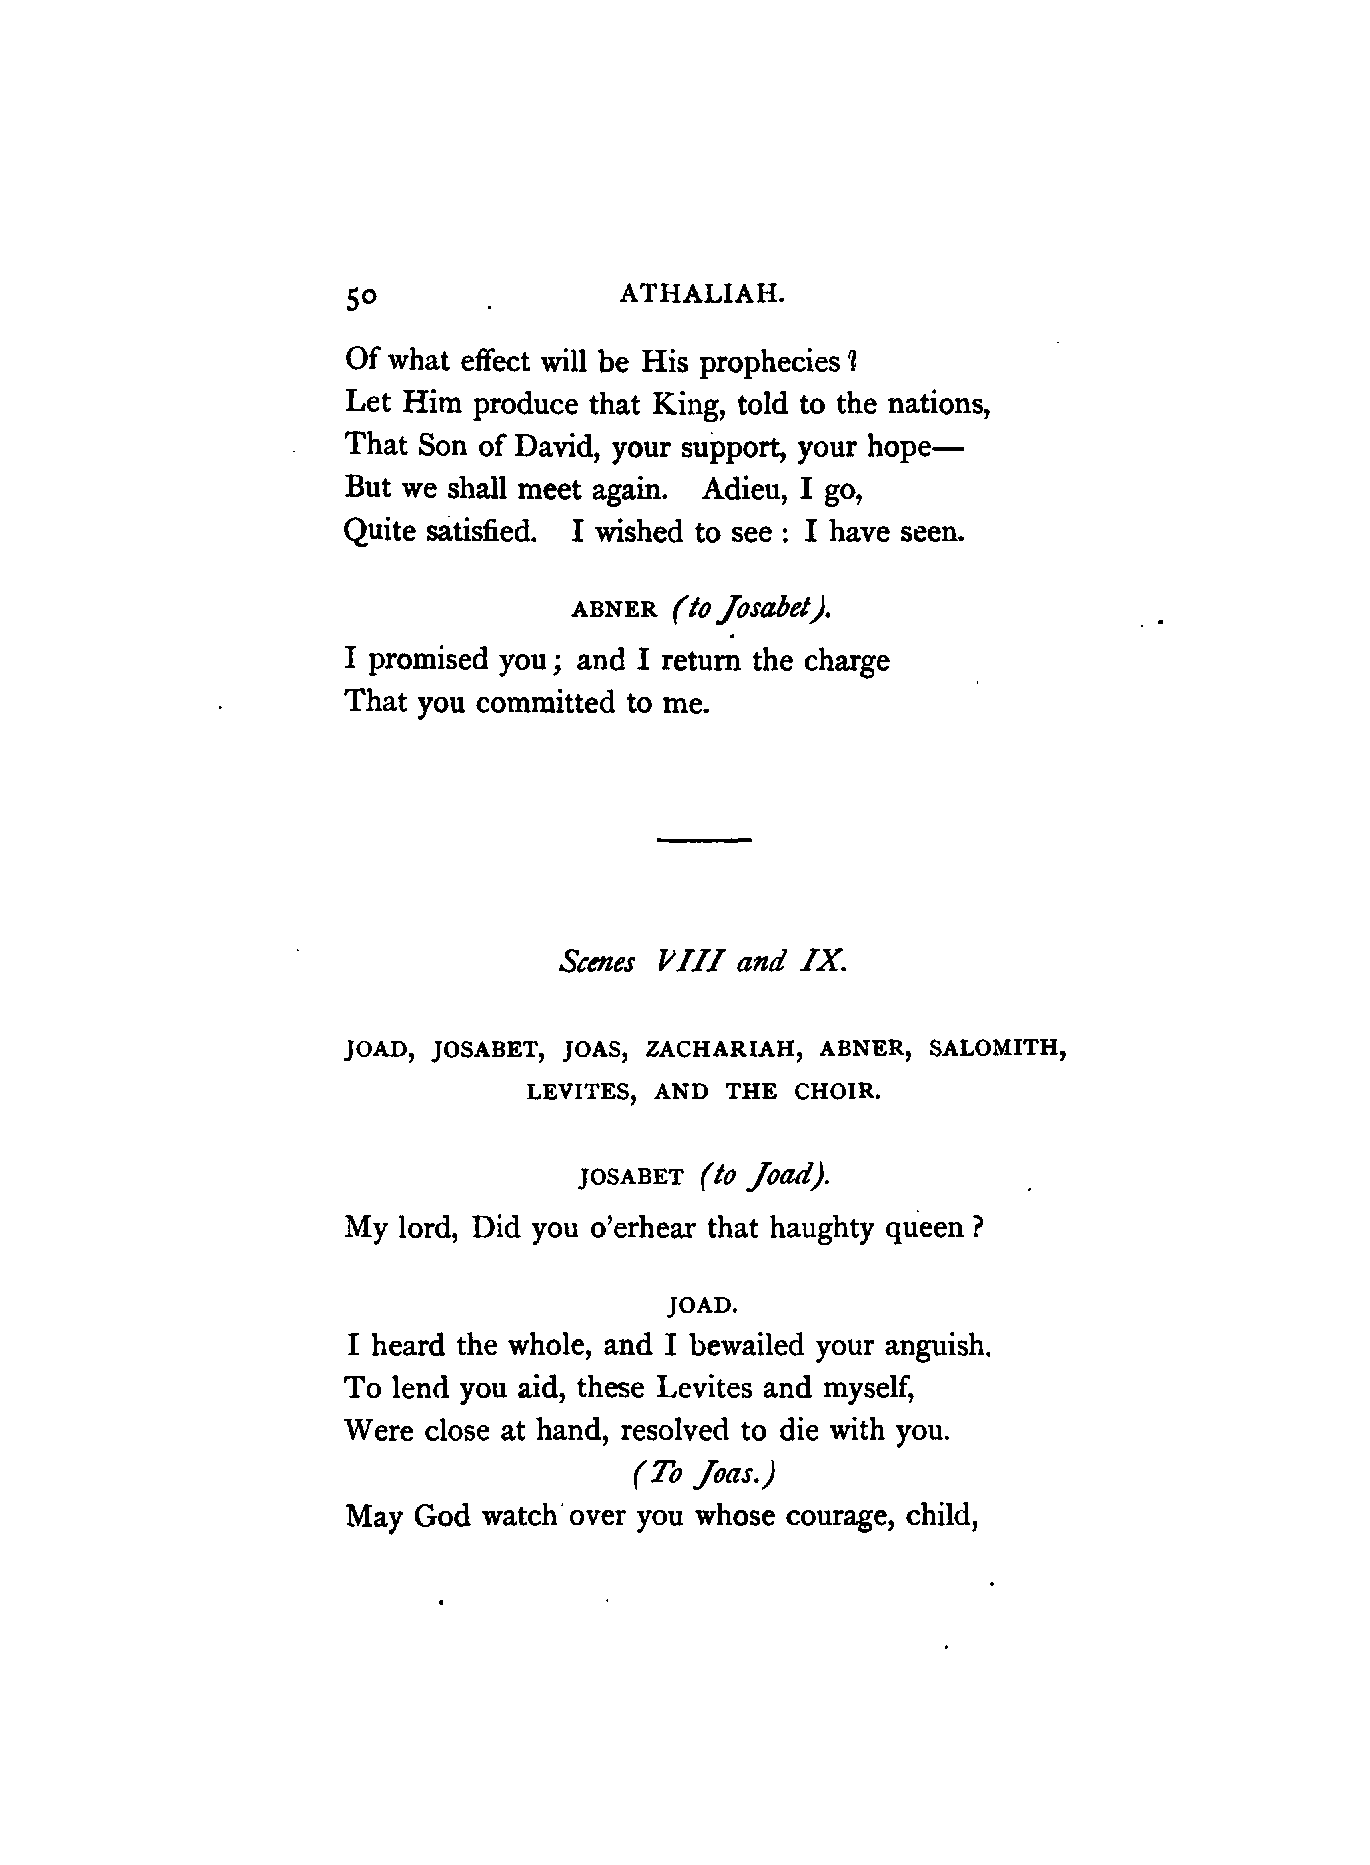 50 ATHALIAH.
Of what effect will be His prophecies?
Let Him produce that King, told to the nations,
That Son of David, your support, your hope—
But we shall meet again. Adieu, I go,
Quite satisfied. I wished to see : I have seen.
ABNER (to Josabet).
I promised you; and I return the charge
That you committed to me.
Scenes VIII and IX.
JOAD, JOSABET, JOAS, ZACHARIAH, ABNER, SALOMITH,
LEVITES, AND THE CHOIR.
JOSABET (to Joad).
My lord, Did you o'erhear that haughty queen?
JOAD.
I heard the whole, and I bewailed your anguish.
To lend you aid, these Levites and myself,
Were close at hand, resolved to die with you.
(To Joas.)
May God watch over you whose courage, child,